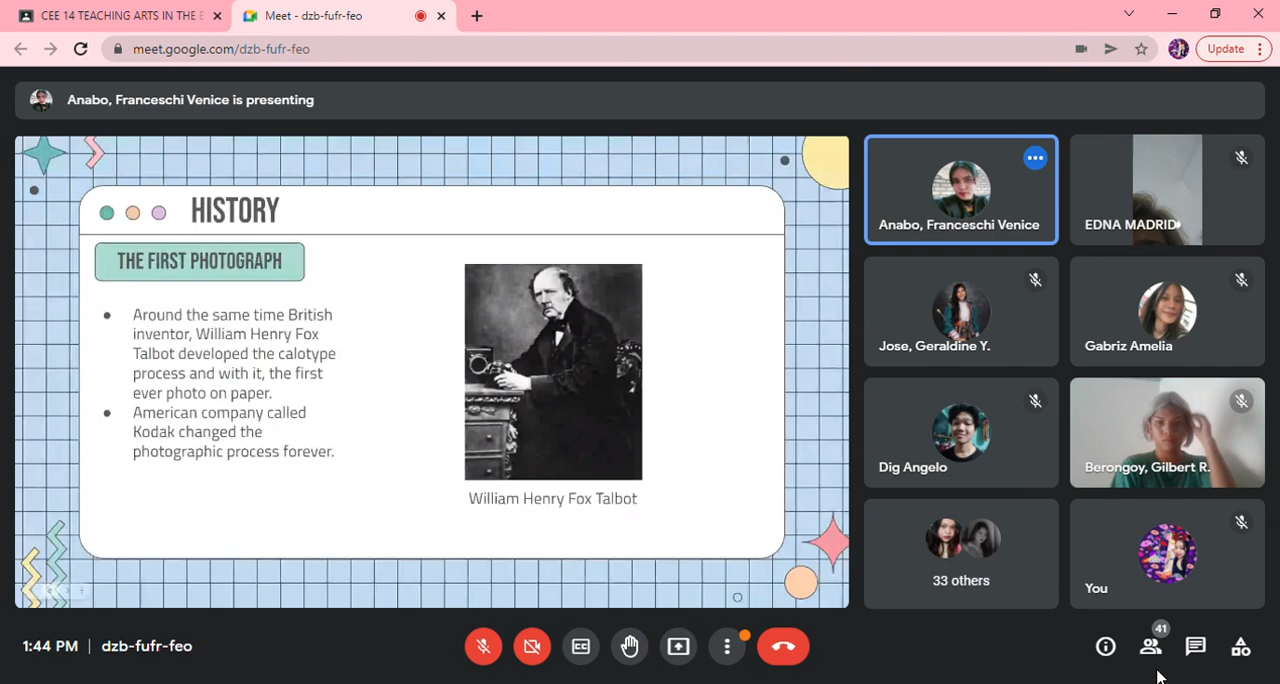 CEE 14 TEACHING ARTS IN THE E
Meet - dzb-fufr-feo
meet.google.com/dzb-fufr-feo
Update
Anabo, Franceschi Venice is presenting
HISTORY
THE FIRST PHOTOGRAPH
Around the same time British
inventor, William Henry Fox
Talbot developed the calotype
process and with it, the first
ever photo on paper.
American company called
Kodak changed the
photographic process forever.
William Henry Fox Talbot
Anabo, Franceschi Venice
EDNA MADRID
Jose, Geraldine Y.
Gabriz Amelia
Dig Angelo
Berongoy, Gilbert R.
33 others
You
1:44 PM | dzb-fufr-feo
41